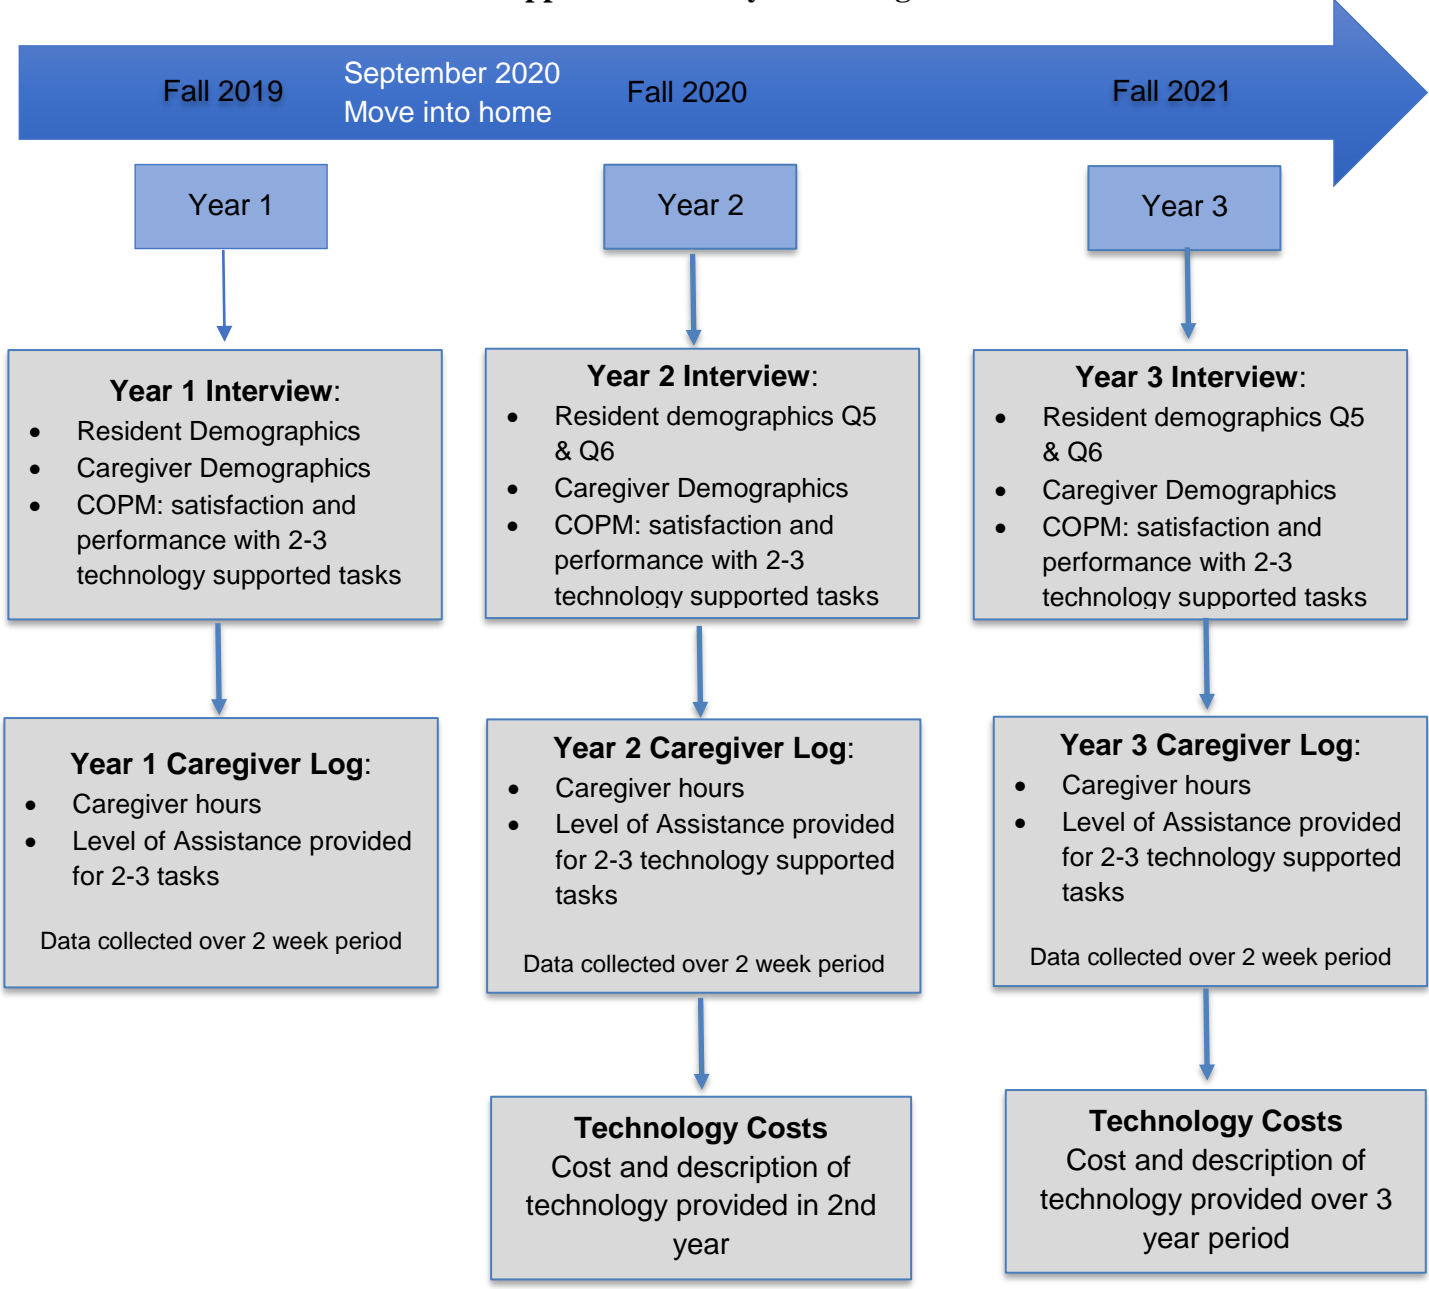 Fall 2019
September 2020
Move into home
Fall 2020
Fall 2021
Year 1
Year 2
Year 3
Year 1 Interview:
• Resident Demographics
• Caregiver Demographics
• COPM: satisfaction and
performance with 2-3
technology supported tasks
Year 2 Interview:
• Resident demographics Q5
& Q6
• Caregiver Demographics
• COPM: satisfaction and
performance with 2-3
technology supported tasks
Year 3 Interview:
• Resident demographics Q5
& Q6
• Caregiver Demographics
• COPM: satisfaction and
performance with 2-3
technology supported tasks
Year 1 Caregiver Log:
• Caregiver hours
• Level of Assistance provided
for 2-3 tasks
Data collected over 2 week period
Year 2 Caregiver Log:
• Caregiver hours
• Level of Assistance provided
for 2-3 technology supported
tasks
Data collected over 2 week period
Year 3 Caregiver Log:
• Caregiver hours
• Level of Assistance provided
for 2-3 technology supported
tasks
Data collected over 2 week period
Technology Costs
Cost and description of
technology provided in 2nd
year
Technology Costs
Cost and description of
technology provided over 3
year period